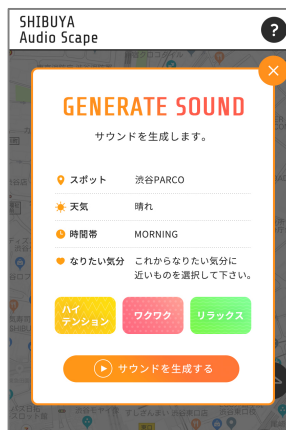 SHIBUYA
Audio Scape
?
GENERATE SOUND
サウンドを生成します。
スポット 渋谷PARCO
天気 晴れ
時間帯 MORNING
なりたい気分 これからなりたい気分に
近いものを選択して下さい。
ハイ
テンション
ワクワク
リラックス
サウンドを生成する